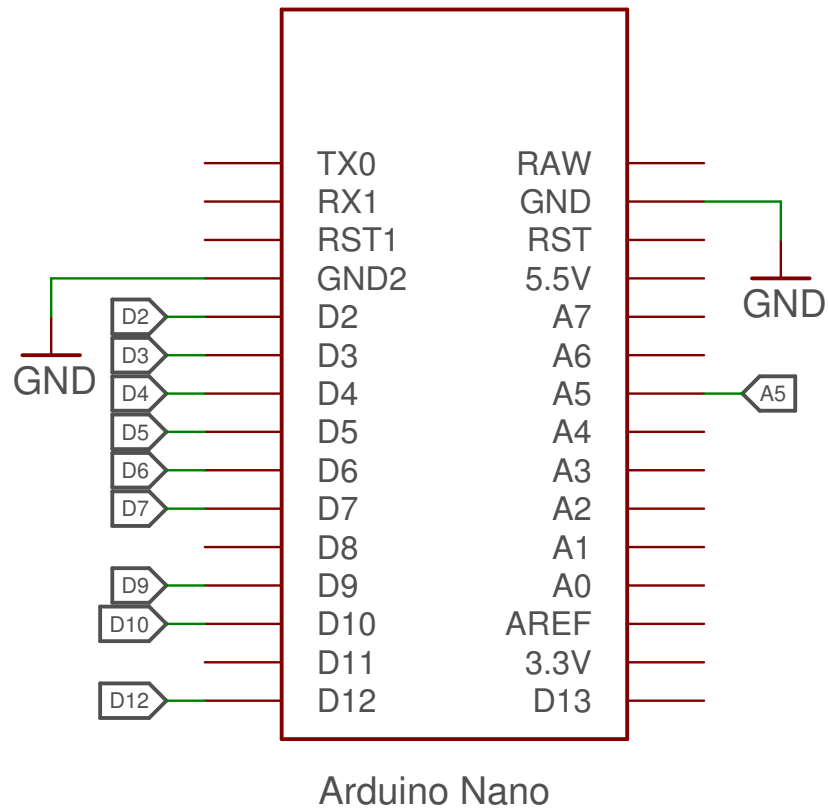 TX0 RAW
RX1 GND
RST1 RST
GND2 5.5V
GND
D2 D2 A7
D3 D3 A6
GND
D4 D4 A5 A5
D5 D5 A4
D6 D6 A3
D7 D7 A2
D8 A1
D9 D9 A0
D10 D10 AREF
D11 3.3V
D12 D12 D13
Arduino Nano